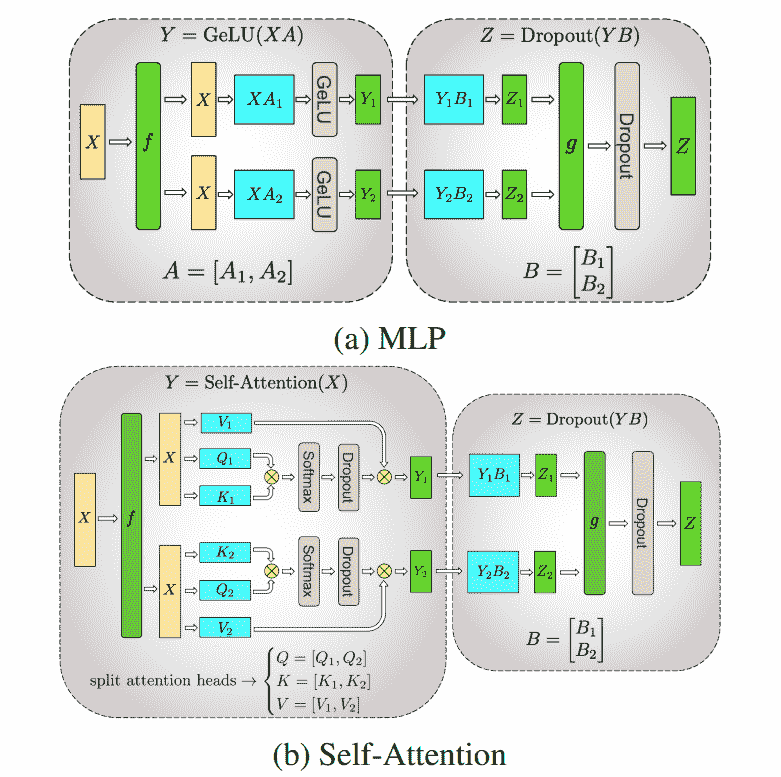 Y = GeLU(XA)
Z = Dropout(YB)
X
f
X
XA₁
GeLU
Y₁
Y₁B₁
Z₁
X
XA₂
GeLU
Y₂
Y₂B₂
Z₂
g
Dropout
Z
A = [A₁, A₂]
B = [B₁
B₂]
(a) MLP
Y = Self-Attention(X)
Z = Dropout(YB)
X
f
X
V₁
Q₁
K₁
Softmax
Dropout
Y₁
Y₁B₁
Z₁
X
K₂
Q₂
V₂
Softmax
Dropout
Y₂
Y₂B₂
Z₂
g
Dropout
Z
B = [B₁
B₂]
split attention heads → { Q = [Q₁, Q₂]
K = [K₁, K₂]
V = [V₁, V₂]
(b) Self-Attention